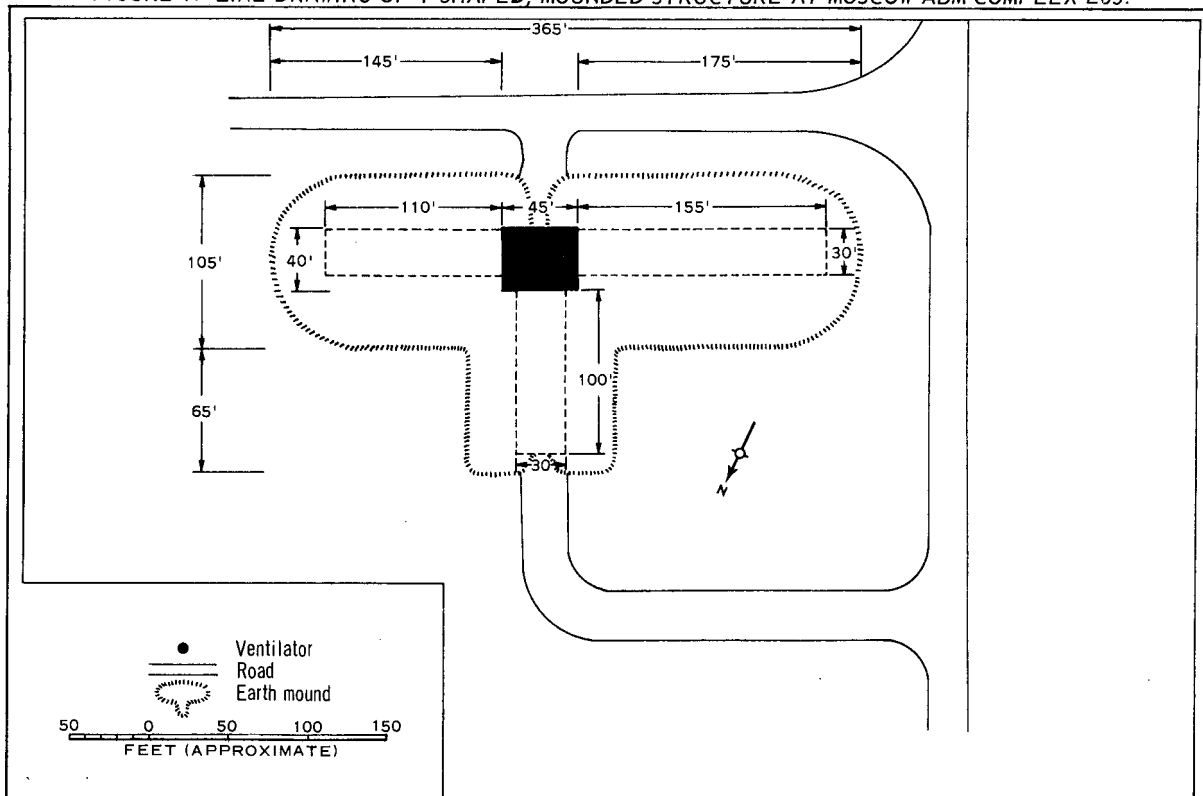 365'
145' 175'
110' 45' 155'
105' 40' 30'
100'
65'
30'
N
Ventilator
Road
Earth mound
50 0 50 100 150
FEET (APPROXIMATE)